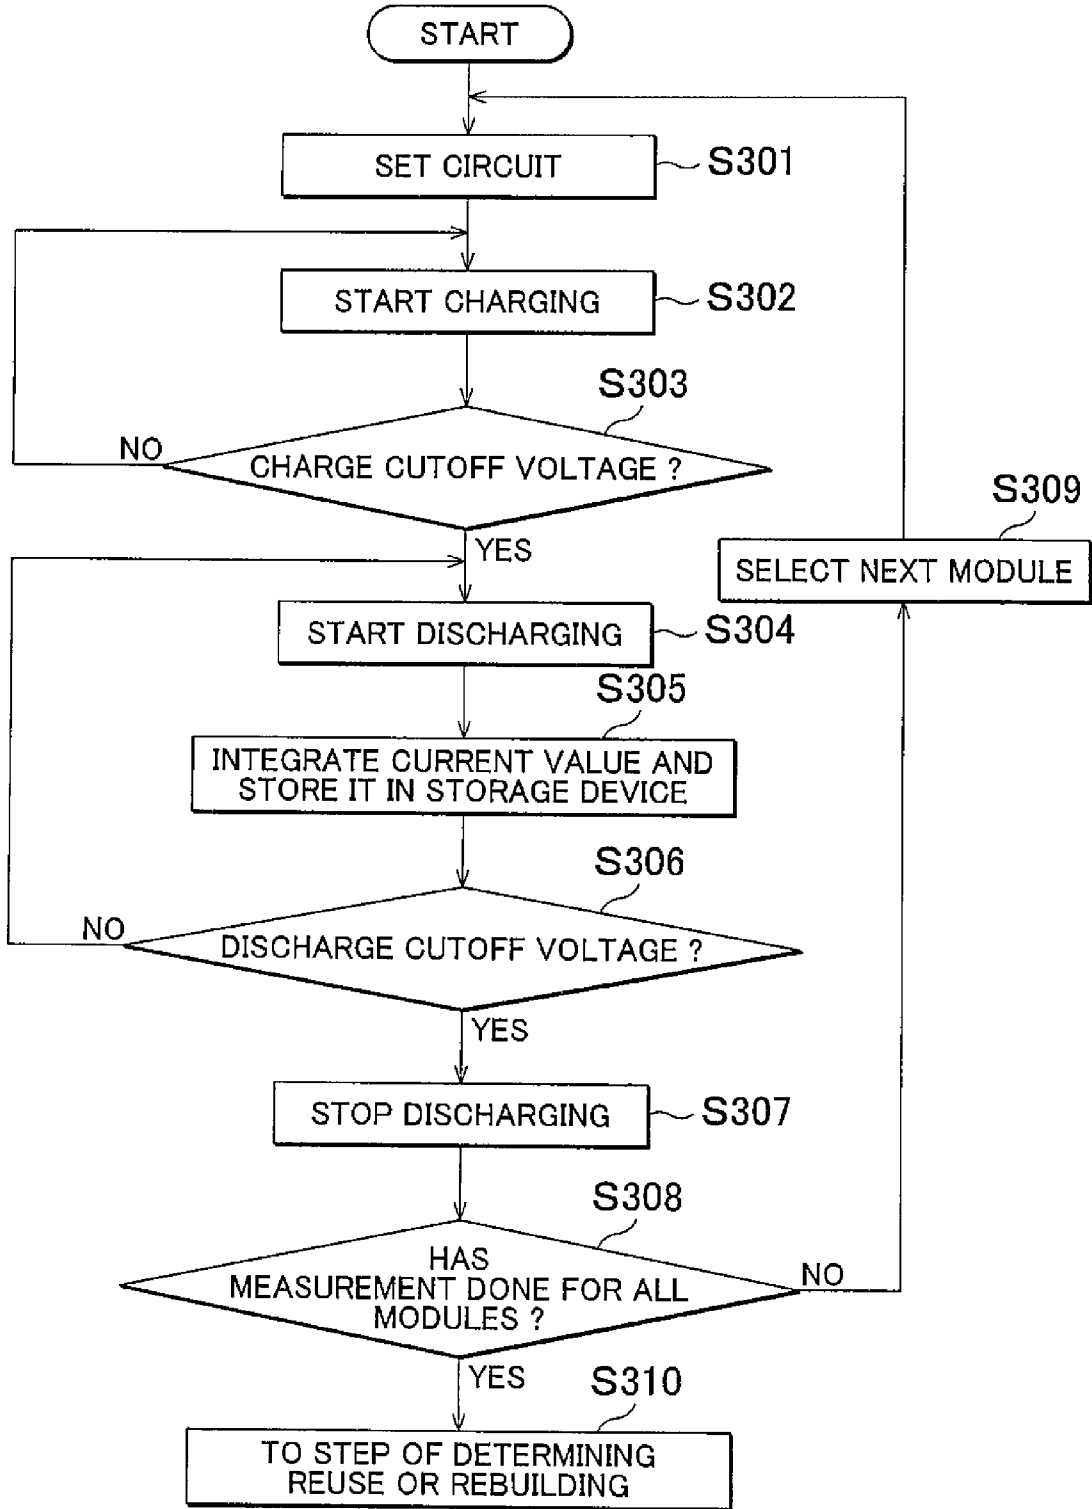 START
SET CIRCUIT
S301
START CHARGING
S302
S303
NO
CHARGE CUTOFF VOLTAGE ?
YES
S309
SELECT NEXT MODULE
START DISCHARGING
S304
S305
INTEGRATE CURRENT VALUE AND
STORE IT IN STORAGE DEVICE
S306
NO
DISCHARGE CUTOFF VOLTAGE ?
YES
STOP DISCHARGING
S307
S308
HAS
MEASUREMENT DONE FOR ALL
MODULES ?
NO
YES
S310
TO STEP OF DETERMINING
REUSE OR REBUILDING